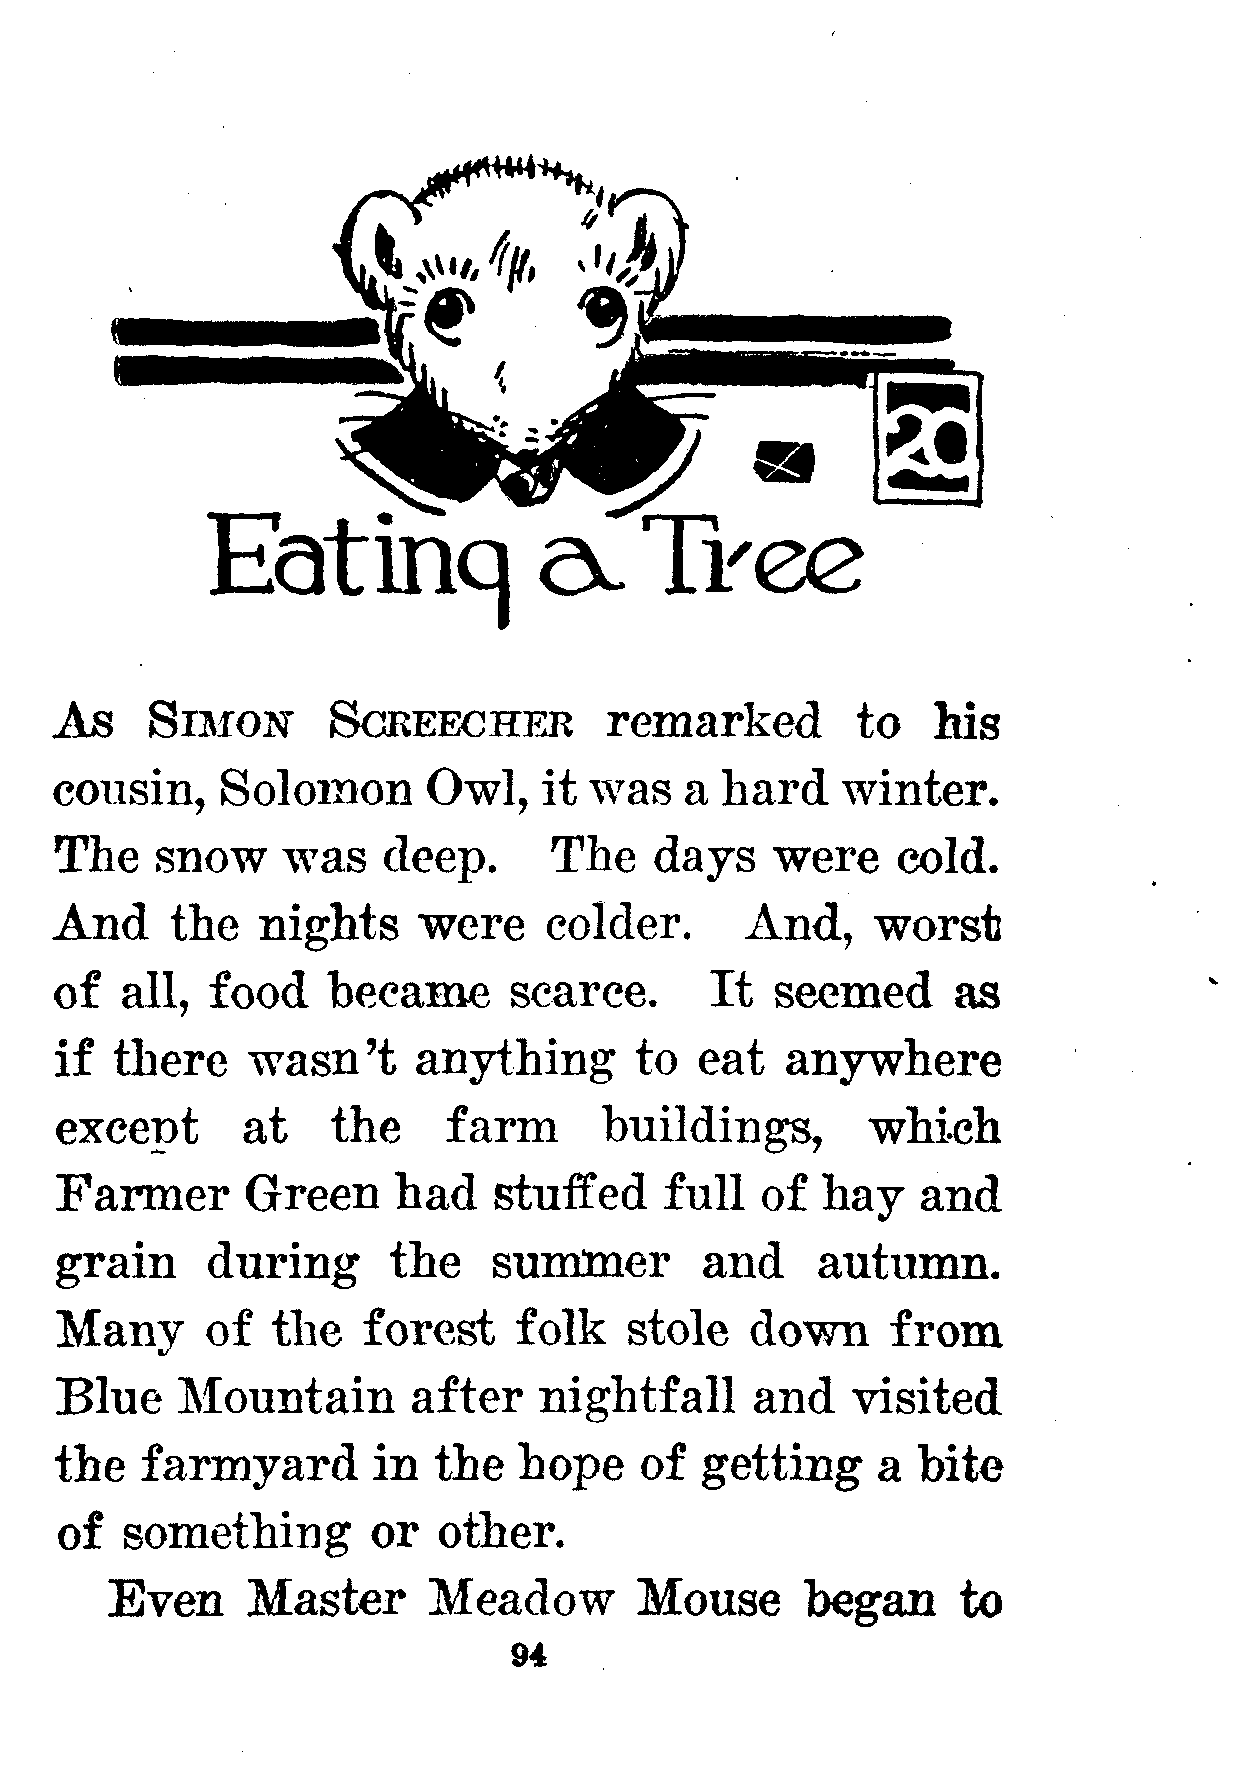 20
Eating a Tree
As Simon Screecher remarked to his
cousin, Solomon Owl, it was a hard winter.
The snow was deep. The days were cold.
And the nights were colder. And, worst
of all, food became scarce. It seemed as
if there wasn't anything to eat anywhere
except at the farm buildings, which
Farmer Green had stuffed full of hay and
grain during the summer and autumn.
Many of the forest folk stole down from
Blue Mountain after nightfall and visited
the farmyard in the hope of getting a bite
of something or other.
Even Master Meadow Mouse began to
94